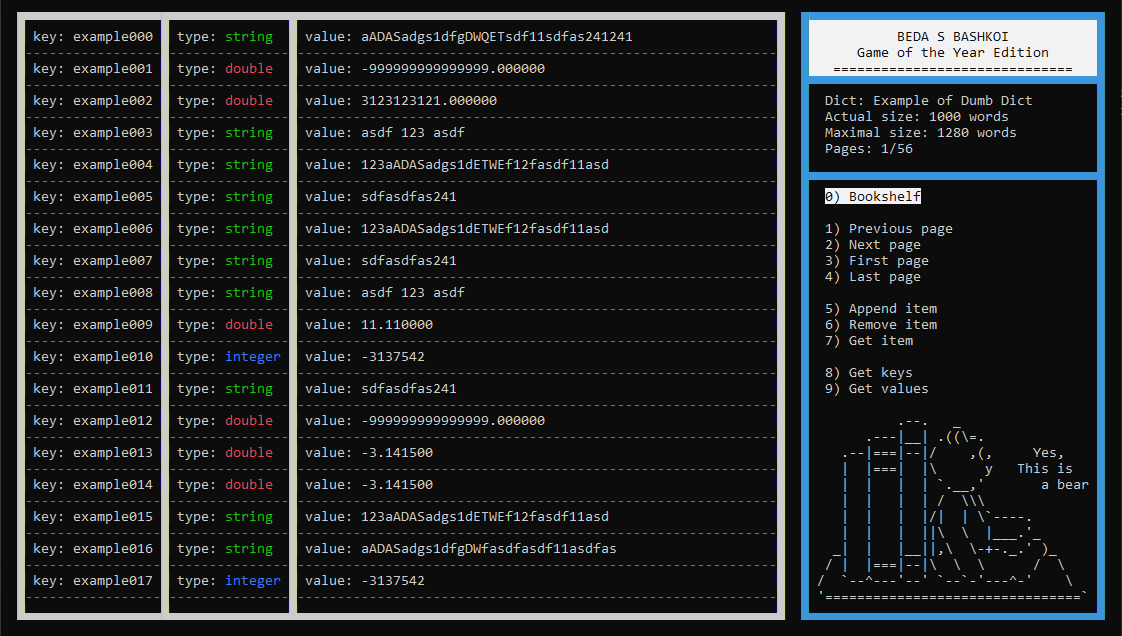 key: example000 type: string value: aADASadgs1dfgDWQETsdf11sdfas241241
key: example001 type: double value: -999999999999999.000000
key: example002 type: double value: 3123123121.000000
key: example003 type: string value: asdf 123 asdf
key: example004 type: string value: 123aADASadgs1dETWEf12fasdf11asd
key: example005 type: string value: sdfasdfas241
key: example006 type: string value: 123aADASadgs1dETWEf12fasdf11asd
key: example007 type: string value: sdfasdfas241
key: example008 type: string value: asdf 123 asdf
key: example009 type: double value: 11.110000
key: example010 type: integer value: -3137542
key: example011 type: string value: sdfasdfas241
key: example012 type: double value: -999999999999999.000000
key: example013 type: double value: -3.141500
key: example014 type: double value: -3.141500
key: example015 type: string value: 123aADASadgs1dETWEf12fasdf11asd
key: example016 type: string value: aADASadgs1dfgDWfasdfasdf11asdfas
key: example017 type: integer value: -3137542
BEDA S BASHKOI
Game of the Year Edition
Dict: Example of Dumb Dict
Actual size: 1000 words
Maximal size: 1280 words
Pages: 1/56
0) Bookshelf
1) Previous page
2) Next page
3) First page
4) Last page
5) Append item
6) Remove item
7) Get item
8) Get keys
9) Get values
Yes,
This is
a bear